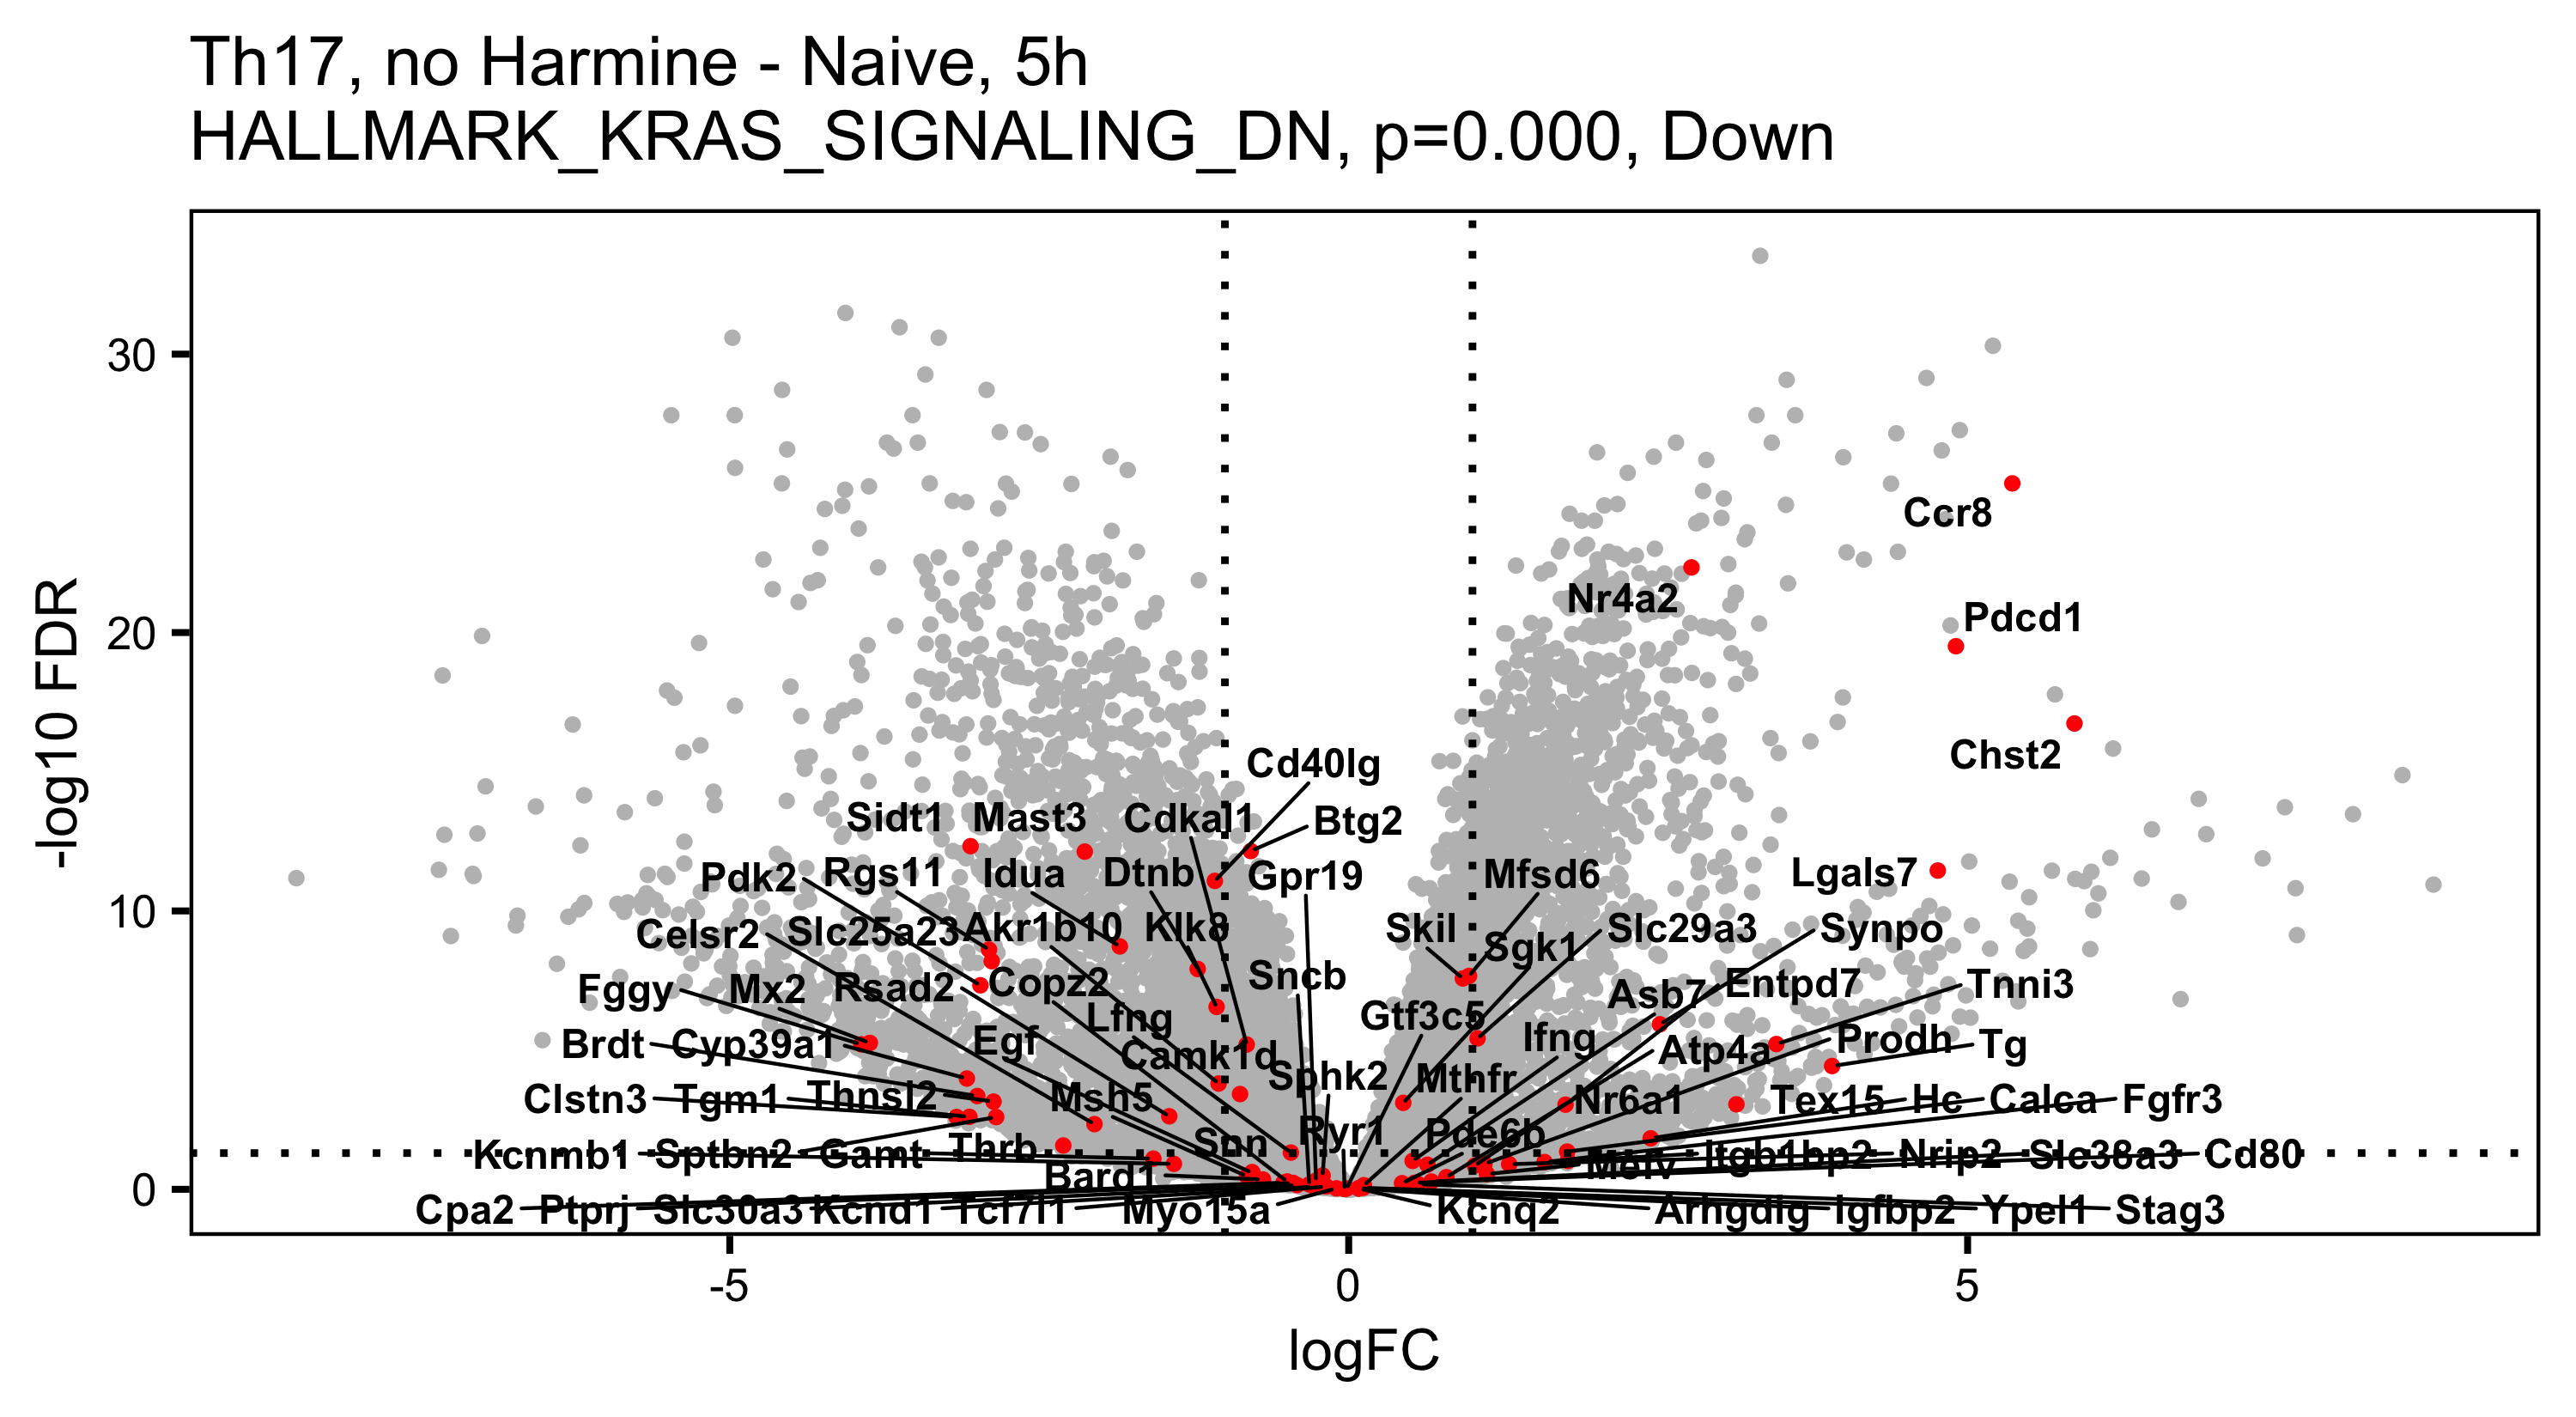 Th17, no Harmine - Naive, 5h
HALLMARK_KRAS_SIGNALING_DN, p=0.000, Down
-log10 FDR
30
20
10
0
Ccr8
Nr4a2
Pdcd1
Chst2
Cd40lg
Sidt1 Mast3 Cdkal1 Btg2
Pdk2 Rgs11 Idua Dtnb Gpr19 Mfsd6 Lgals7
Celsr2 Slc25a23 Akr1b10 Klk8 Skil Sgk1 Slc29a3 Synpo
Fggy Mx2 Rsad2 Copz2 Sncb Asb7 Entpd7 Tnni3
Lfng Gtf3c5
Brdt Cyp39a1 Egf Camk1d Ifng Atp4a Prodh Tg
Clstn3 Tgm1 Thnsl2 Msh5 Sphk2 Mthfr Nr6a1 Tex15 Hc Calca Fgfr3
Kcnmb1 Sptbn2 Gamt Thrb Snn Ryr1 Pde6b Itgb1bp2 Nrip2 Slc38a3 Cd80
Bard1 Mefv
Cpa2 Ptprj Slc30a3 Kcnd1 Tcf7l1 Myo15a Kcnq2 Arhgdig Igfbp2 Ypel1 Stag3
-5 0 5
logFC